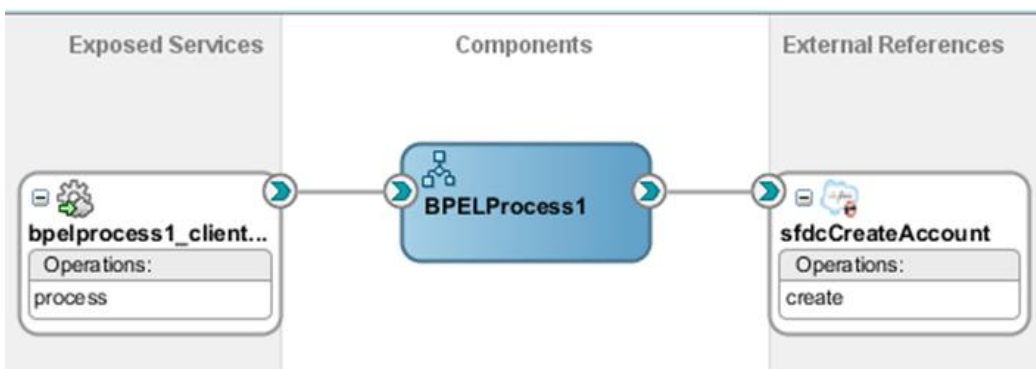 Exposed Services
Components
External References
bpelprocess1_client...
Operations:
process
BPELProcess1
sfdcCreateAccount
Operations:
create